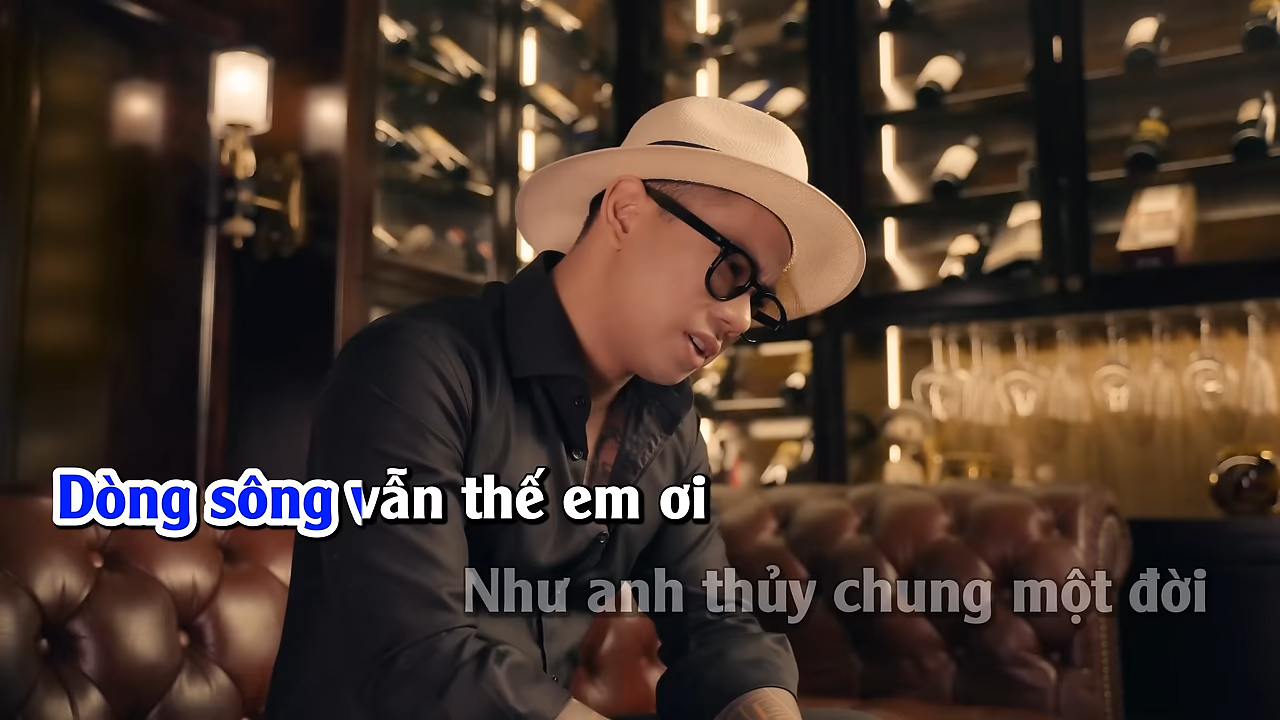 Dòng sông vẫn thế em ơi
Như anh thủy chung một đời